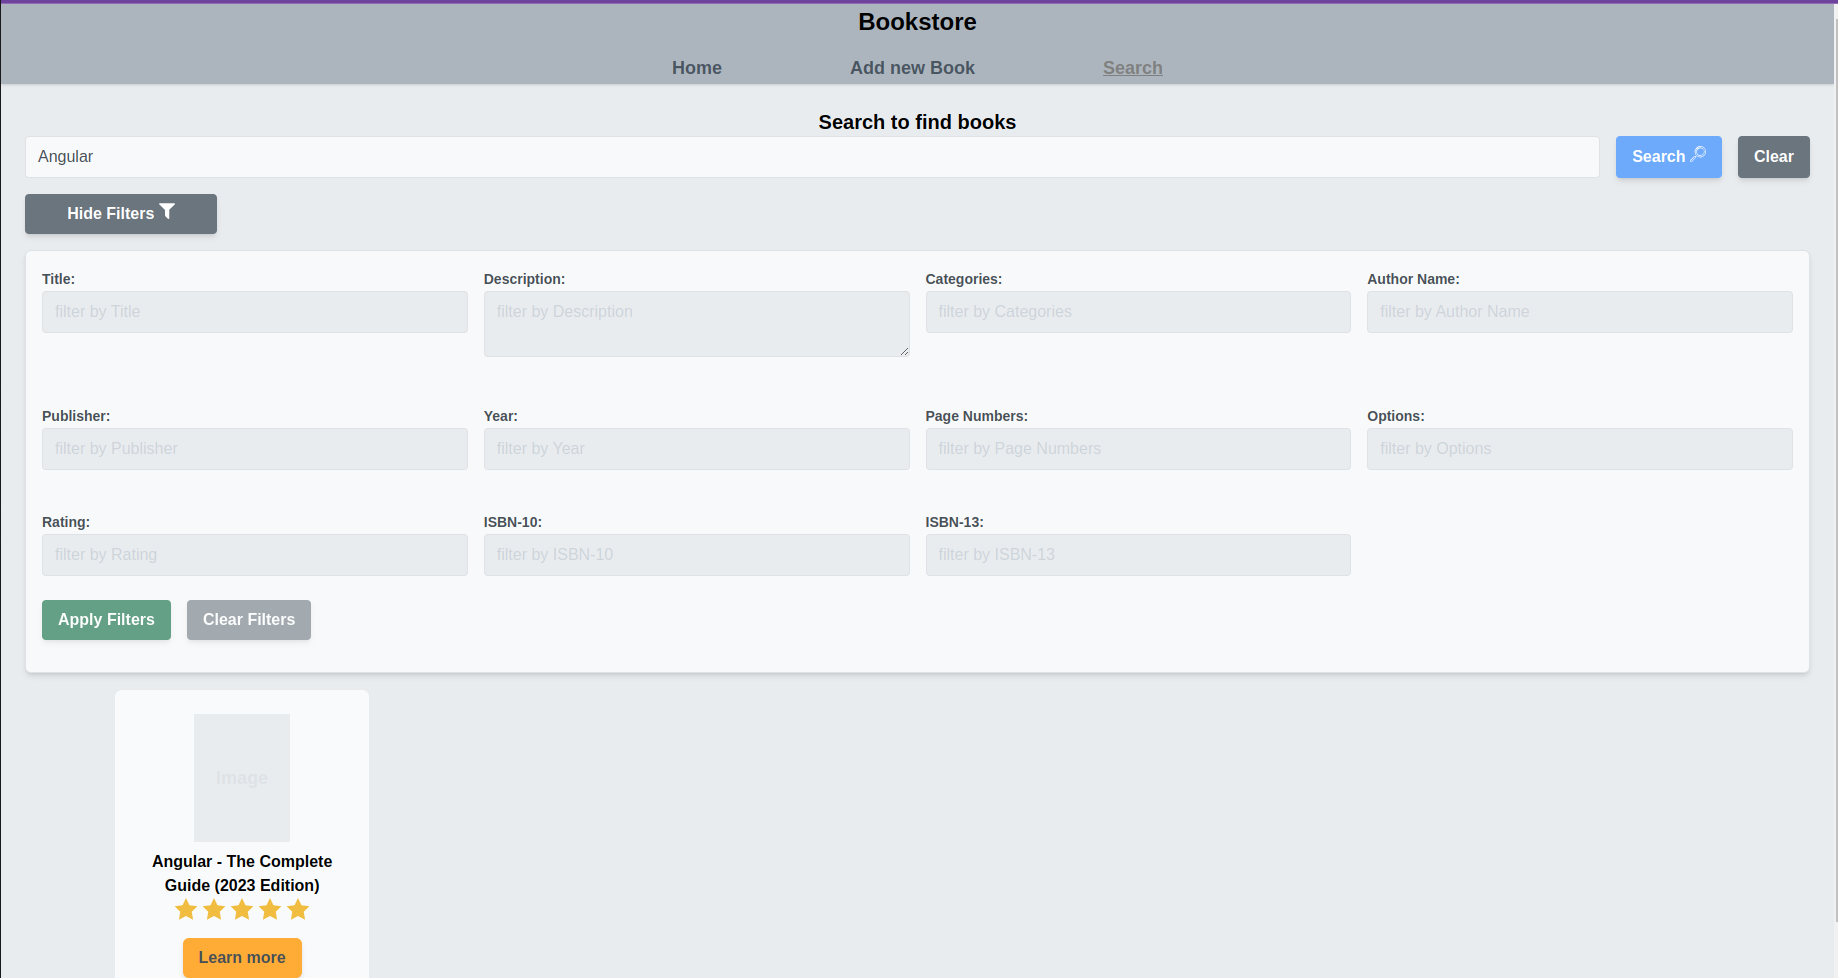 Bookstore
Home Add new Book Search
Search to find books
Angular Search Clear
Hide Filters
Title: Description: Categories: Author Name:
filter by Title filter by Description filter by Categories filter by Author Name
Publisher: Year: Page Numbers: Options:
filter by Publisher filter by Year filter by Page Numbers filter by Options
Rating: ISBN-10: ISBN-13:
filter by Rating filter by ISBN-10 filter by ISBN-13
Apply Filters Clear Filters
Image
Angular - The Complete
Guide (2023 Edition)
Learn more